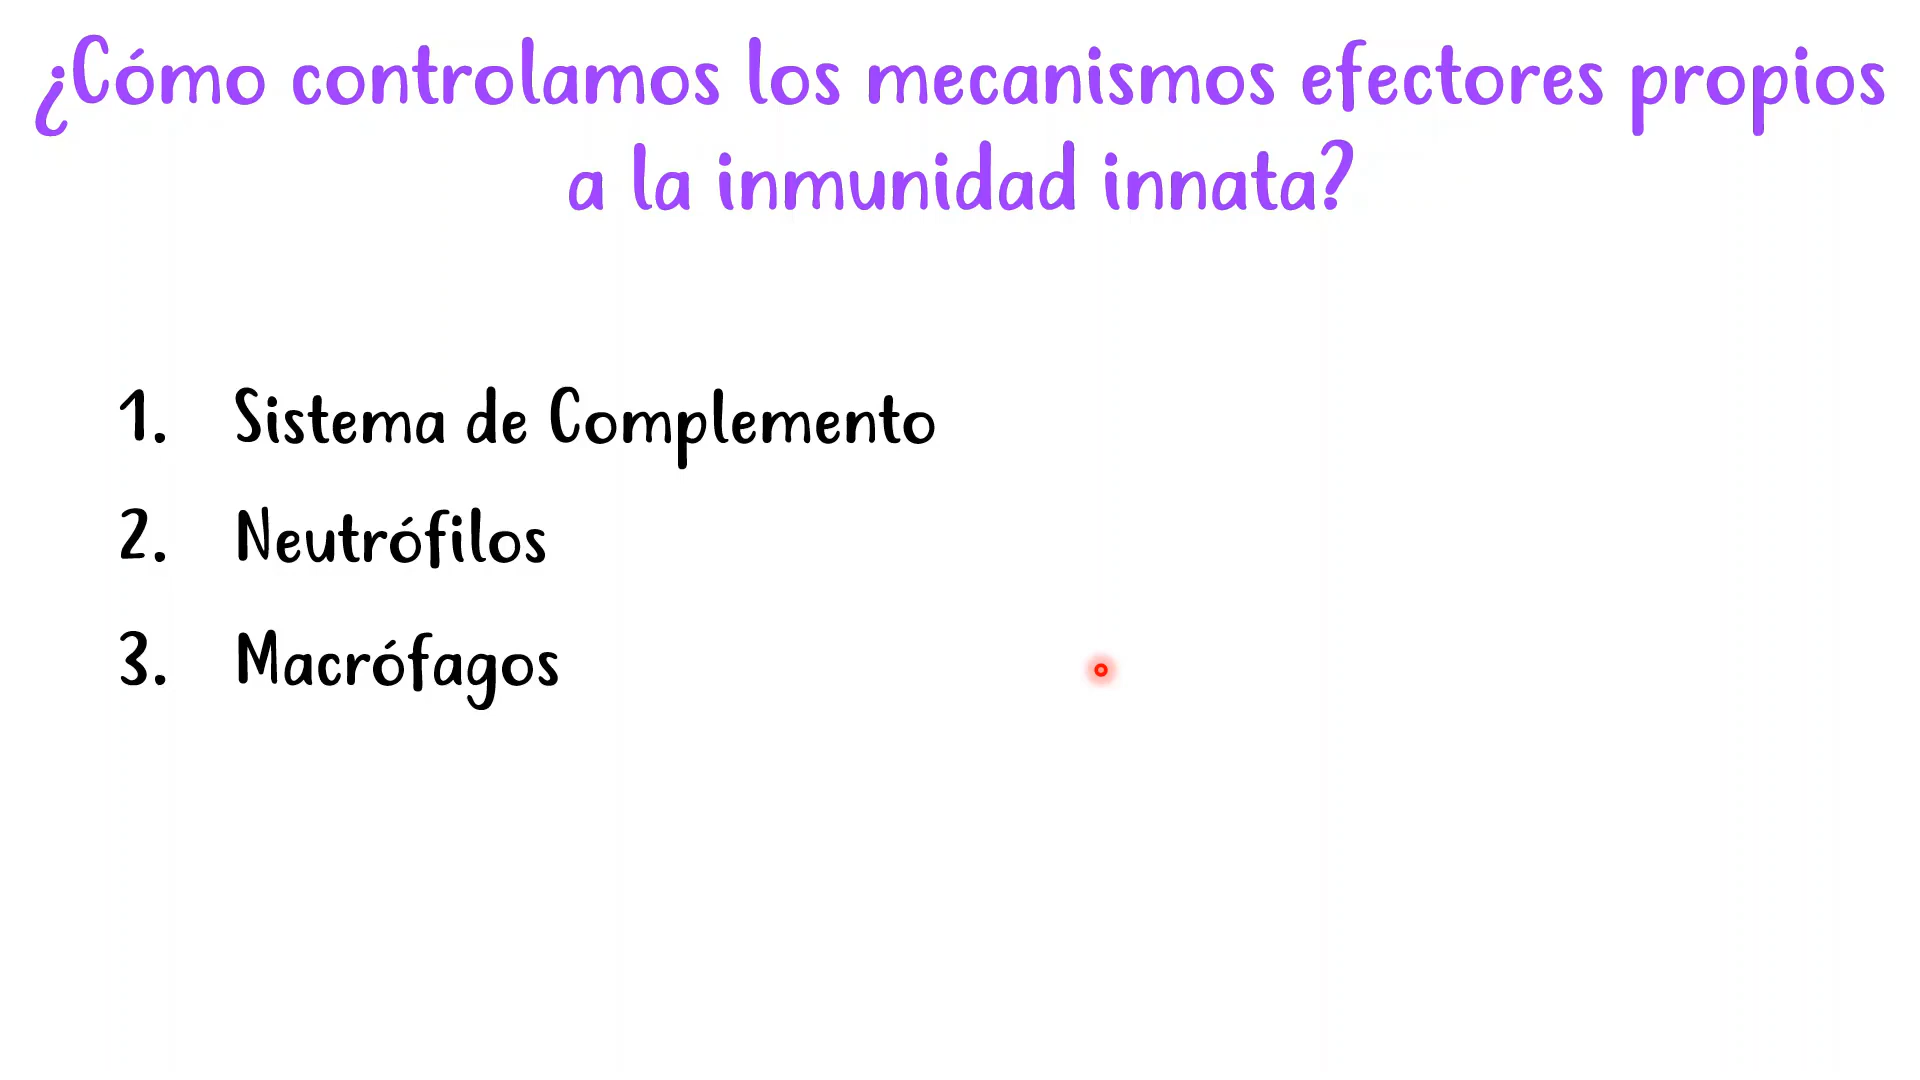 ¿Cómo controlamos los mecanismos efectores propios
a la inmunidad innata?
1. Sistema de Complemento
2. Neutrófilos
3. Macrófagos